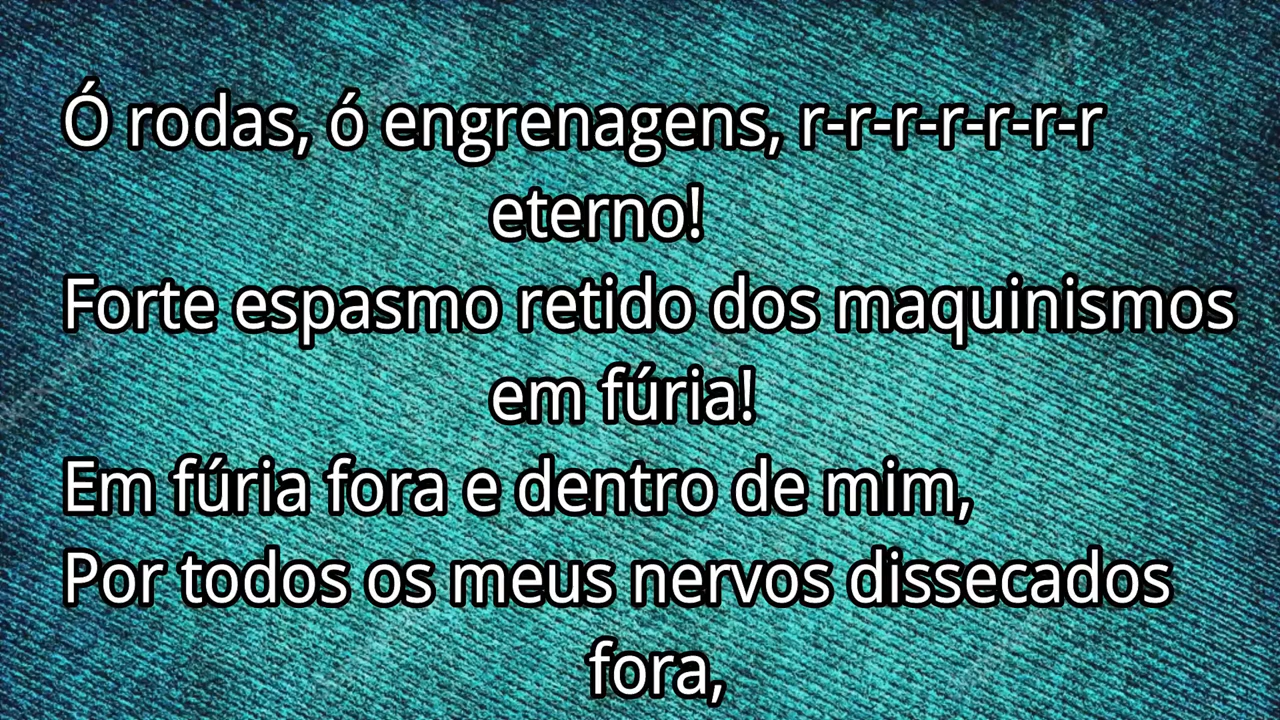 Ó rodas, ó engrenagens, r-r-r-r-r-r-r
eterno!
Forte espasmo retido dos maquinismos
em fúria!
Em fúria fora e dentro de mim,
Por todos os meus nervos dissecados
fora,